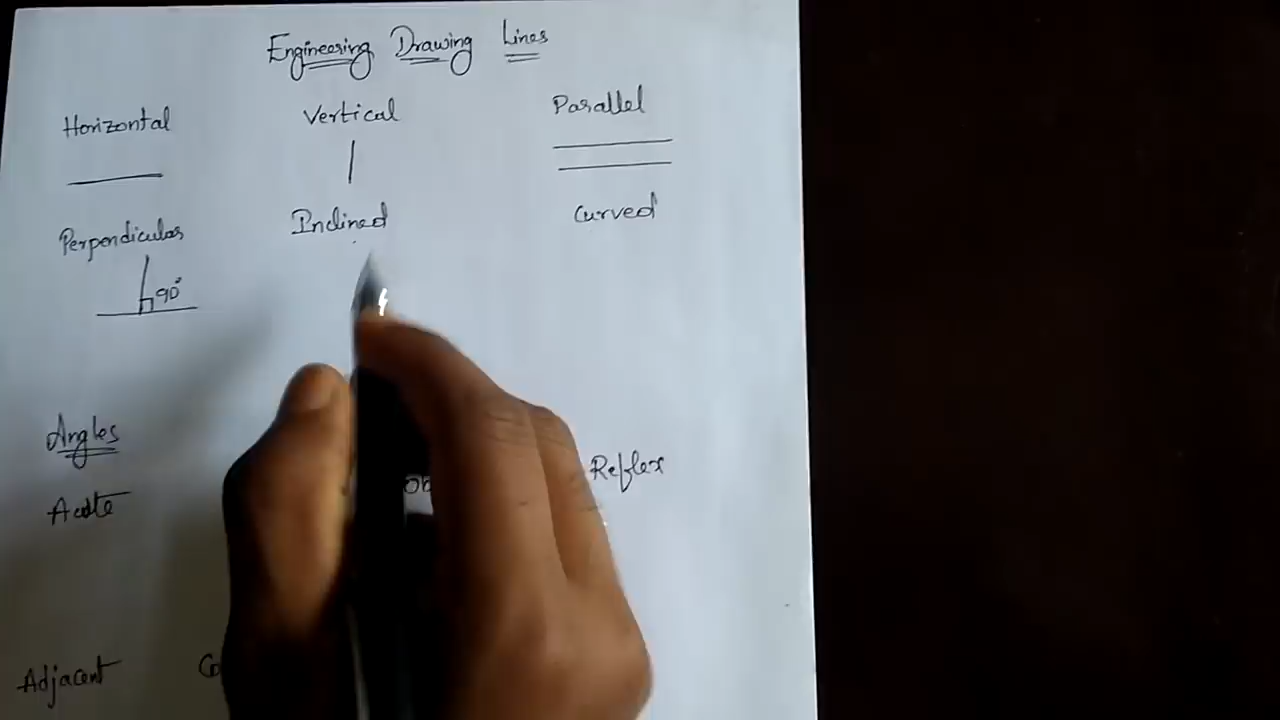 Engineering Drawing Lines
Horizontal Vertical Parallel
Perpendicular Inclined Curved
90°
Angles
Acute Reflex
Adjacent